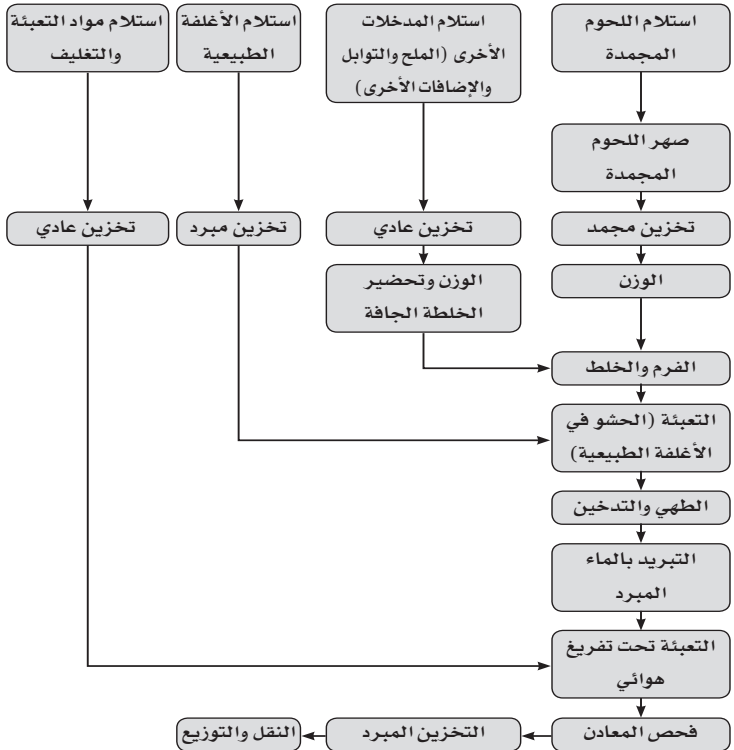 استلام اللحوم
المجمدة
استلام المدخلات
الأخرى (الملح والتوابل
والإضافات الأخرى)
استلام الأغلفة
الطبيعية
استلام مواد التعبئة
والتغليف
صهر اللحوم
المجمدة
تخزين مجمد
تخزين عادي
تخزين مبرد
تخزين عادي
الوزن
الوزن وتحضير
الخلطة الجافة
الفرم والخلط
التعبئة (الحشو في
الأغلفة الطبيعية)
الطهي والتدخين
التبريد بالماء
المبرد
التعبئة تحت تفريغ
هوائي
فحص المعادن
التخزين المبرد
النقل والتوزيع